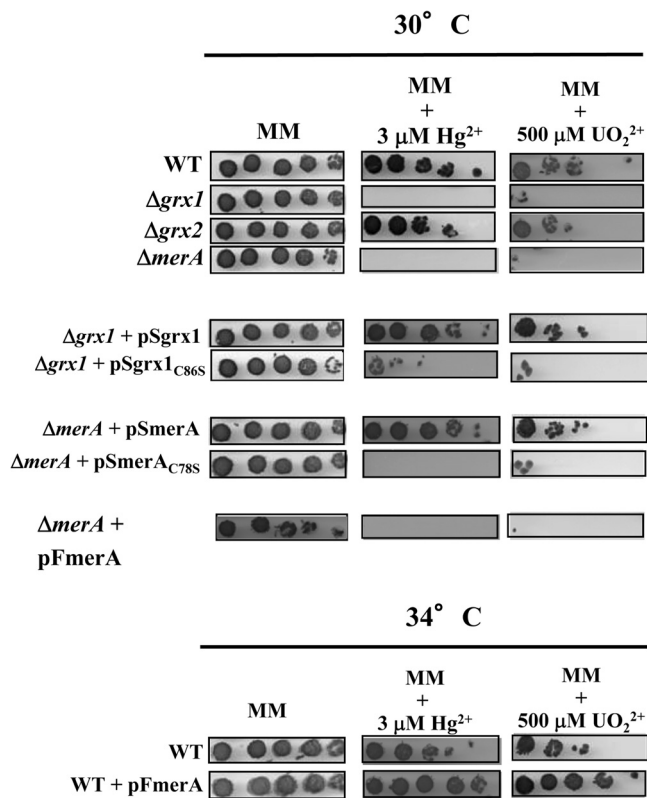 30° C
MM
MM
+
3 μM Hg²⁺
MM
+
500 μM UO₂²⁺
WT
Δgrx1
Δgrx2
ΔmerA
Δgrx1 + pSgrx1
Δgrx1 + pSgrx1C86S
ΔmerA + pSmerA
ΔmerA + pSmerAC78S
ΔmerA +
pFmerA
34° C
MM
MM
+
3 μM Hg²⁺
MM
+
500 μM UO₂²⁺
WT
WT + pFmerA